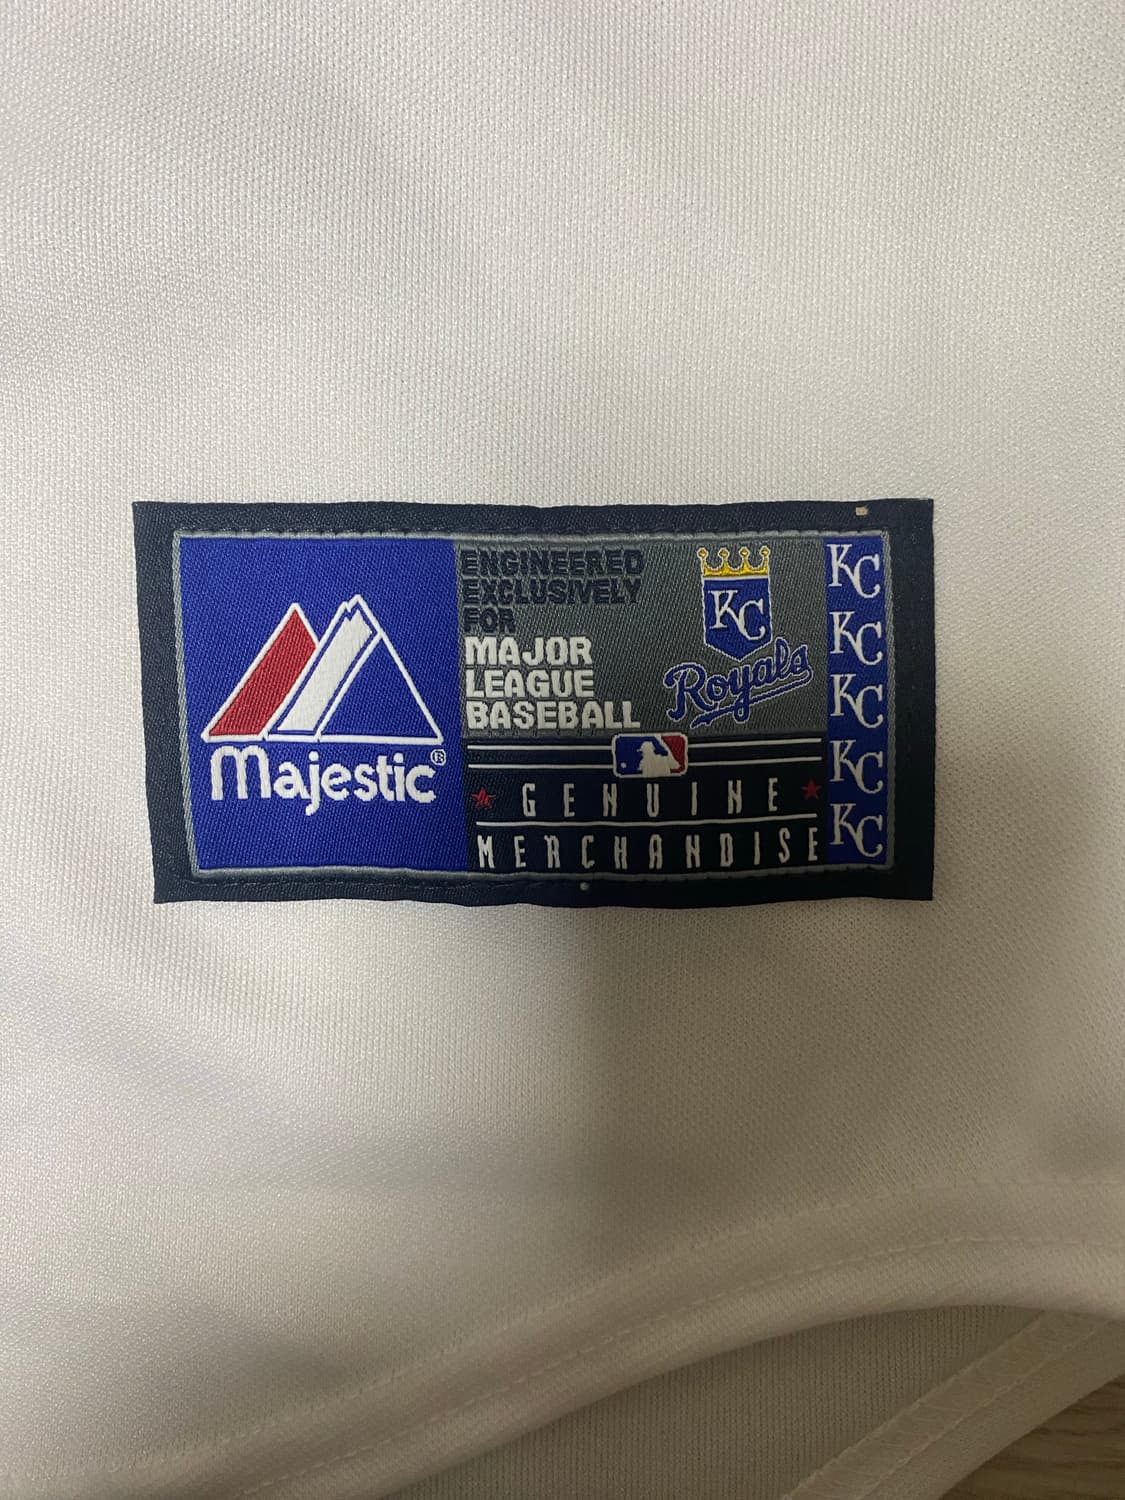 Majestic®
ENGINEERED
EXCLUSIVELY
FOR
MAJOR
LEAGUE
BASEBALL
KC
Royals
GENUINE
MERCHANDISE
KC
KC
KC
KC
KC